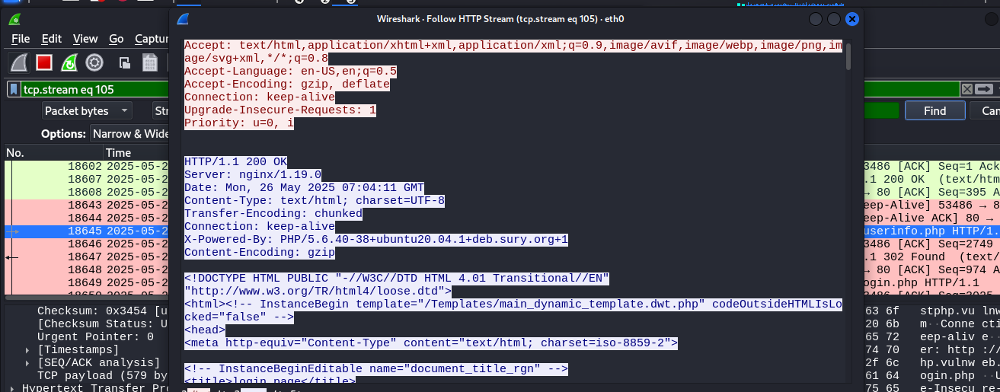 Wireshark · Follow HTTP Stream (tcp.stream eq 105) · eth0
File Edit View Go Captur
tcp.stream eq 105
Packet bytes
Options: Narrow & Wide
Find
No. Time
18602 2025-05-2
18607 2025-05-2
18608 2025-05-2
18643 2025-05-2
18644 2025-05-2
18645 2025-05-2
18646 2025-05-2
18647 2025-05-2
18648 2025-05-2
18649 2025-05-2
Checksum: 0x3454 [u
[Checksum Status: U
Urgent Pointer: 0
[Timestamps]
[SEQ/ACK analysis]
TCP payload (579 by
Hypertext Transfer Pro
Accept: text/html,application/xhtml+xml,application/xml;q=0.9,image/avif,image/webp,image/png,im
age/svg+xml,*/*;q=0.8
Accept-Language: en-US,en;q=0.5
Accept-Encoding: gzip, deflate
Connection: keep-alive
Upgrade-Insecure-Requests: 1
Priority: u=0, i
HTTP/1.1 200 OK
Server: nginx/1.19.0
Date: Mon, 26 May 2025 07:04:11 GMT
Content-Type: text/html; charset=UTF-8
Transfer-Encoding: chunked
Connection: keep-alive
X-Powered-By: PHP/5.6.40-38+ubuntu20.04.1+deb.sury.org+1
Content-Encoding: gzip
<!DOCTYPE HTML PUBLIC "-//W3C//DTD HTML 4.01 Transitional//EN"
"http://www.w3.org/TR/html4/loose.dtd">
<html><!-- InstanceBegin template="/Templates/main_dynamic_template.dwt.php" codeOutsideHTMLIsLo
cked="false" -->
<head>
<meta http-equiv="Content-Type" content="text/html; charset=iso-8859-2">
<!-- InstanceBeginEditable name="document_title_rgn" -->
<title>login page</title>
3486 [ACK] Seq=1 Ack
.1 200 OK (text/htm
→ 80 [ACK] Seq=395 A
eep-Alive] 53486 → 8
eep-Alive ACK] 80 →
userinfo.php HTTP/1.
3486 [ACK] Seq=2749
.1 302 Found (text/
→ 80 [ACK] Seq=974 A
ogin.php HTTP/1.1
63 6f stphp.vu lnw
20 6b m··Conne cti
65 72 eep-aliv e··
74 70 er: http ://
2f 6c hp.vulnw eb.
61 64 ogin.php ··U
75 65 e-Insecu re-